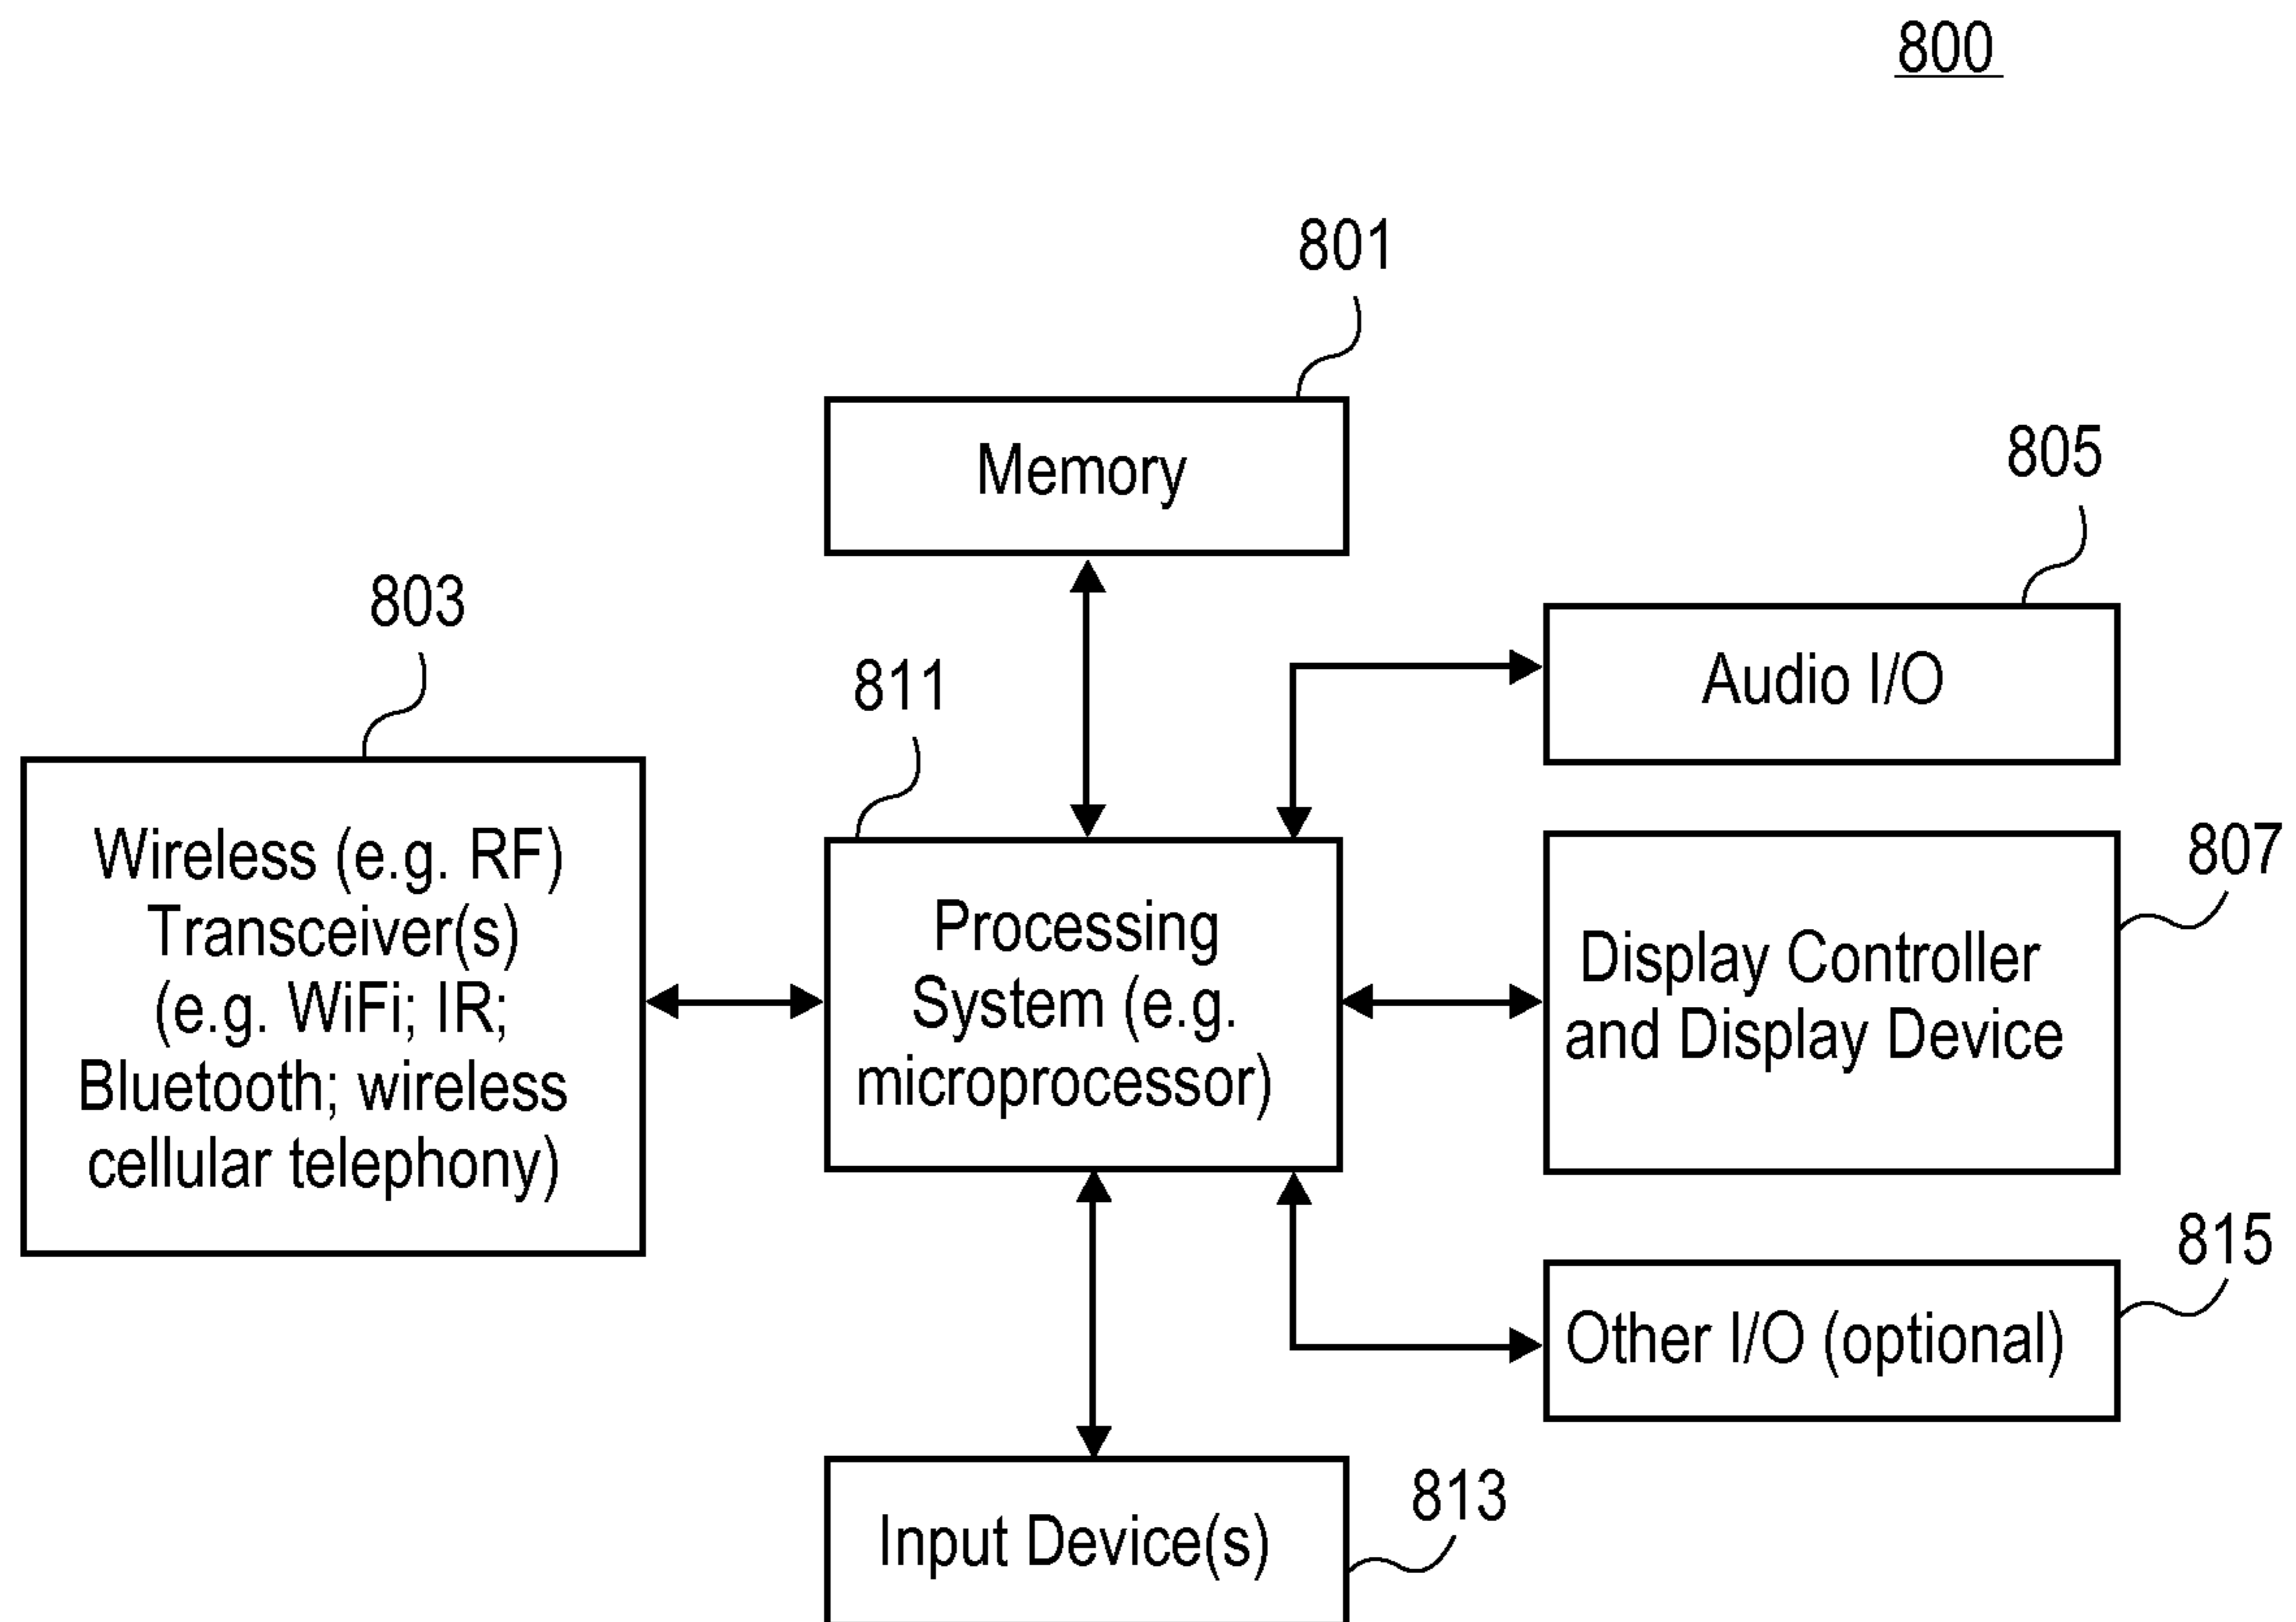 800
801
Memory
805
Audio I/O
803
Wireless (e.g. RF)
Transceiver(s)
(e.g. WiFi; IR;
Bluetooth; wireless
cellular telephony)
811
Processing
System (e.g.
microprocessor)
807
Display Controller
and Display Device
815
Other I/O (optional)
813
Input Device(s)